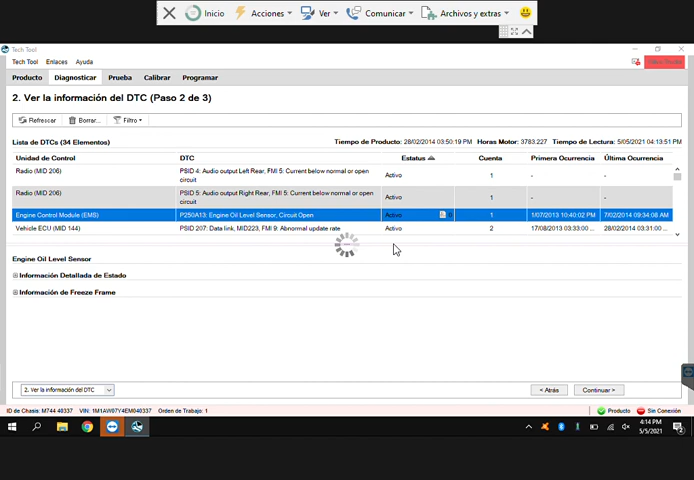 Inicio Acciones Ver Comunicar Archivos y extras
Tech Tool
Tech Tool Enlaces Ayuda
Producto Diagnosticar Prueba Calibrar Programar
2. Ver la información del DTC (Paso 2 de 3)
Refrescar Borrar... Filtro
Lista de DTCs (34 Elementos) Tiempo de Producto: 28/02/2014 03:50:19 PM Horas Motor: 3783.227 Tiempo de Lectura: 5/05/2021 04:13:51 PM
Unidad de Control DTC Estatus Cuenta Primera Ocurrencia Última Ocurrencia
Radio (MID 206) PSID 4: Audio output Left Rear, FMI 5: Current below normal or open circuit Activo 1 - -
Radio (MID 206) PSID 5: Audio output Right Rear, FMI 5: Current below normal or open circuit Activo 1 - -
Engine Control Module (EMS) P250A13: Engine Oil Level Sensor, Circuit Open Activo 1 1/07/2013 10:40:02 PM 7/02/2014 09:34:08 AM
Vehicle ECU (MID 144) PSID 207: Data link, MID223, FMI 9: Abnormal update rate Activo 2 17/08/2013 03:33:00 ... 28/02/2014 03:31:00 ...
Engine Oil Level Sensor
Información Detallada de Estado
Información de Freeze Frame
2. Ver la información del DTC < Atrás Continuar >
ID de Chasis: M744 40337 VIN: 1M1AW07Y4EM040337 Orden de Trabajo: 1 Producto Sin Conexión
4:14 PM
5/5/2021